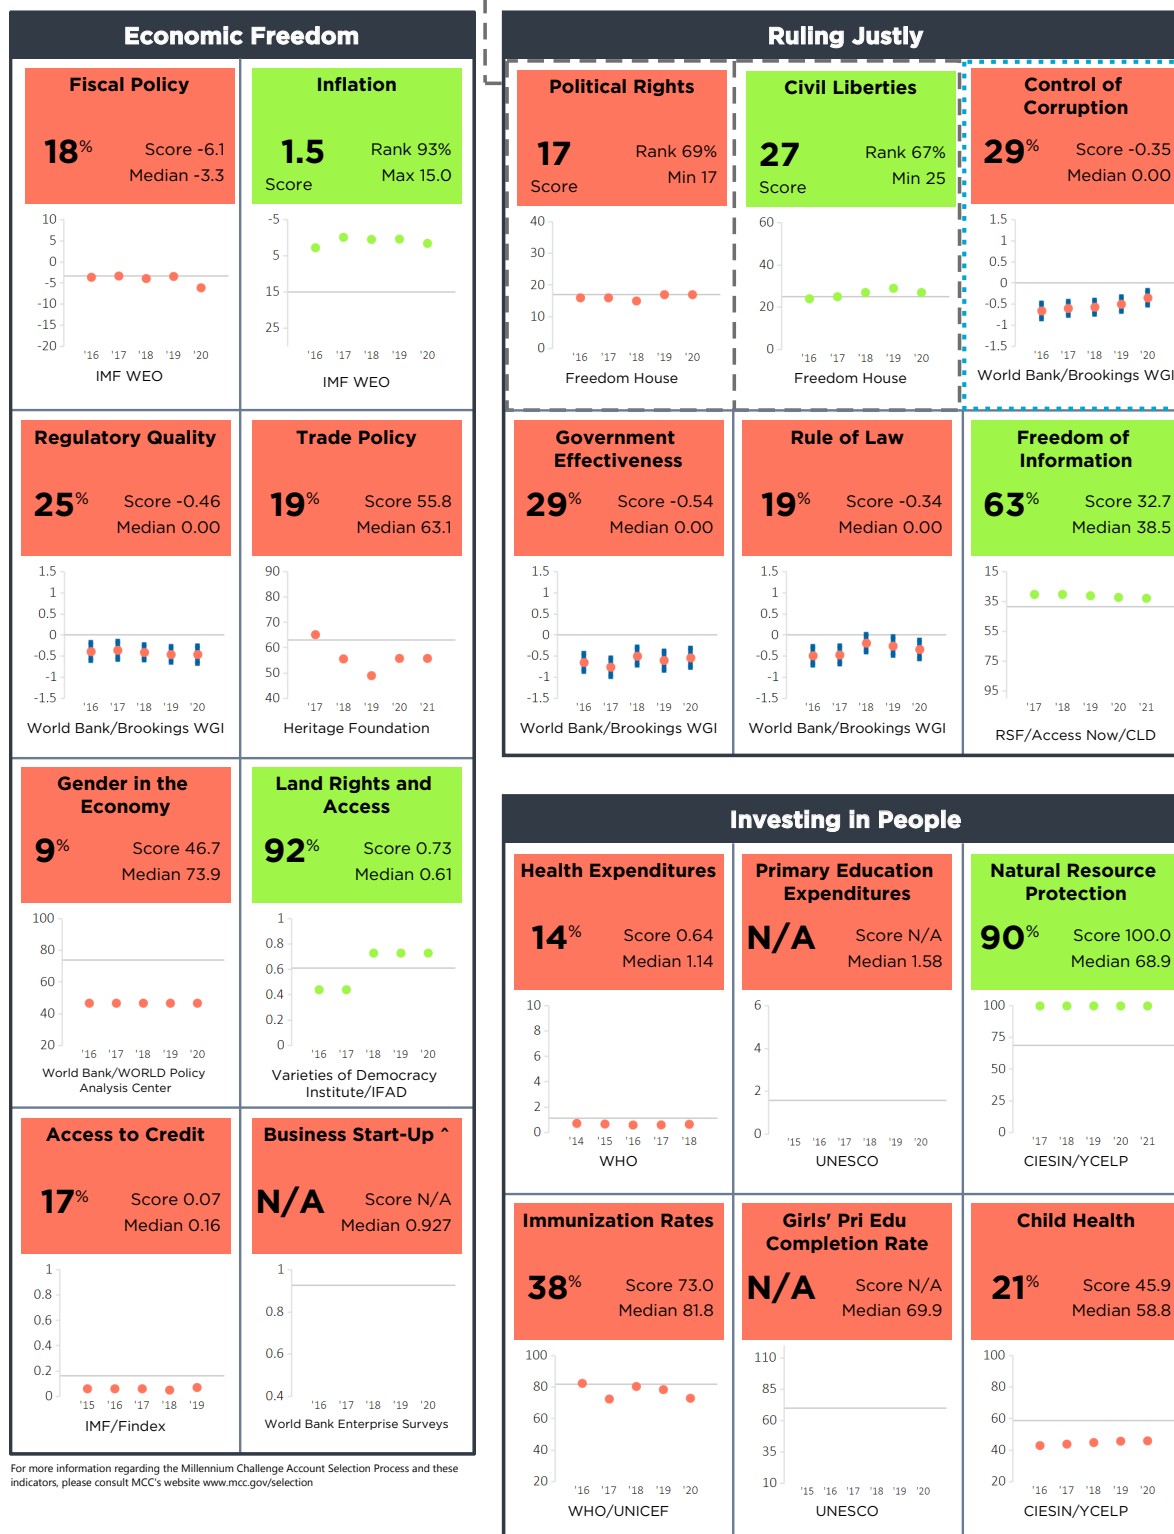 Economic Freedom
Fiscal Policy
18%
Score -6.1
Median -3.3
10
5
0
-5
-10
-15
-20
'16 '17 '18 '19 '20
IMF WEO
Inflation
1.5
Score
Rank 93%
Max 15.0
-5
5
15
25
'16 '17 '18 '19 '20
IMF WEO
Regulatory Quality
25%
Score -0.46
Median 0.00
1.5
1
0.5
0
-0.5
-1
-1.5
'16 '17 '18 '19 '20
World Bank/Brookings WGI
Trade Policy
19%
Score 55.8
Median 63.1
90
80
70
60
50
40
'17 '18 '19 '20 '21
Heritage Foundation
Gender in the
Economy
9%
Score 46.7
Median 73.9
100
80
60
40
20
'16 '17 '18 '19 '20
World Bank/WORLD Policy
Analysis Center
Land Rights and
Access
92%
Score 0.73
Median 0.61
1
0.8
0.6
0.4
0.2
0
'16 '17 '18 '19 '20
Varieties of Democracy
Institute/IFAD
Access to Credit
17%
Score 0.07
Median 0.16
1
0.8
0.6
0.4
0.2
0
'15 '16 '17 '18 '19
IMF/Findex
Business Start-Up ^
N/A
Score N/A
Median 0.927
1
0.8
0.6
0.4
'16 '17 '18 '19 '20
World Bank Enterprise Surveys
For more information regarding the Millennium Challenge Account Selection Process and these
indicators, please consult MCC's website www.mcc.gov/selection
Ruling Justly
Political Rights
17
Score
Rank 69%
Min 17
40
30
20
10
0
'16 '17 '18 '19 '20
Freedom House
Civil Liberties
27
Score
Rank 67%
Min 25
60
40
20
0
'16 '17 '18 '19 '20
Freedom House
Control of
Corruption
29%
Score -0.35
Median 0.00
1.5
1
0.5
0
-0.5
-1
-1.5
'16 '17 '18 '19 '20
World Bank/Brookings WGI
Government
Effectiveness
29%
Score -0.54
Median 0.00
1.5
1
0.5
0
-0.5
-1
-1.5
'16 '17 '18 '19 '20
World Bank/Brookings WGI
Rule of Law
19%
Score -0.34
Median 0.00
1.5
1
0.5
0
-0.5
-1
-1.5
'16 '17 '18 '19 '20
World Bank/Brookings WGI
Freedom of
Information
63%
Score 32.7
Median 38.5
15
35
55
75
95
'17 '18 '19 '20 '21
RSF/Access Now/CLD
Investing in People
Health Expenditures
14%
Score 0.64
Median 1.14
10
8
6
4
2
0
'14 '15 '16 '17 '18
WHO
Primary Education
Expenditures
N/A
Score N/A
Median 1.58
6
4
2
0
'15 '16 '17 '18 '19 '20
UNESCO
Natural Resource
Protection
90%
Score 100.0
Median 68.9
100
75
50
25
0
'17 '18 '19 '20 '21
CIESIN/YCELP
Immunization Rates
38%
Score 73.0
Median 81.8
100
80
60
40
20
'16 '17 '18 '19 '20
WHO/UNICEF
Girls' Pri Edu
Completion Rate
N/A
Score N/A
Median 69.9
110
85
60
35
10
'15 '16 '17 '18 '19 '20
UNESCO
Child Health
21%
Score 45.9
Median 58.8
100
80
60
40
20
'16 '17 '18 '19 '20
CIESIN/YCELP